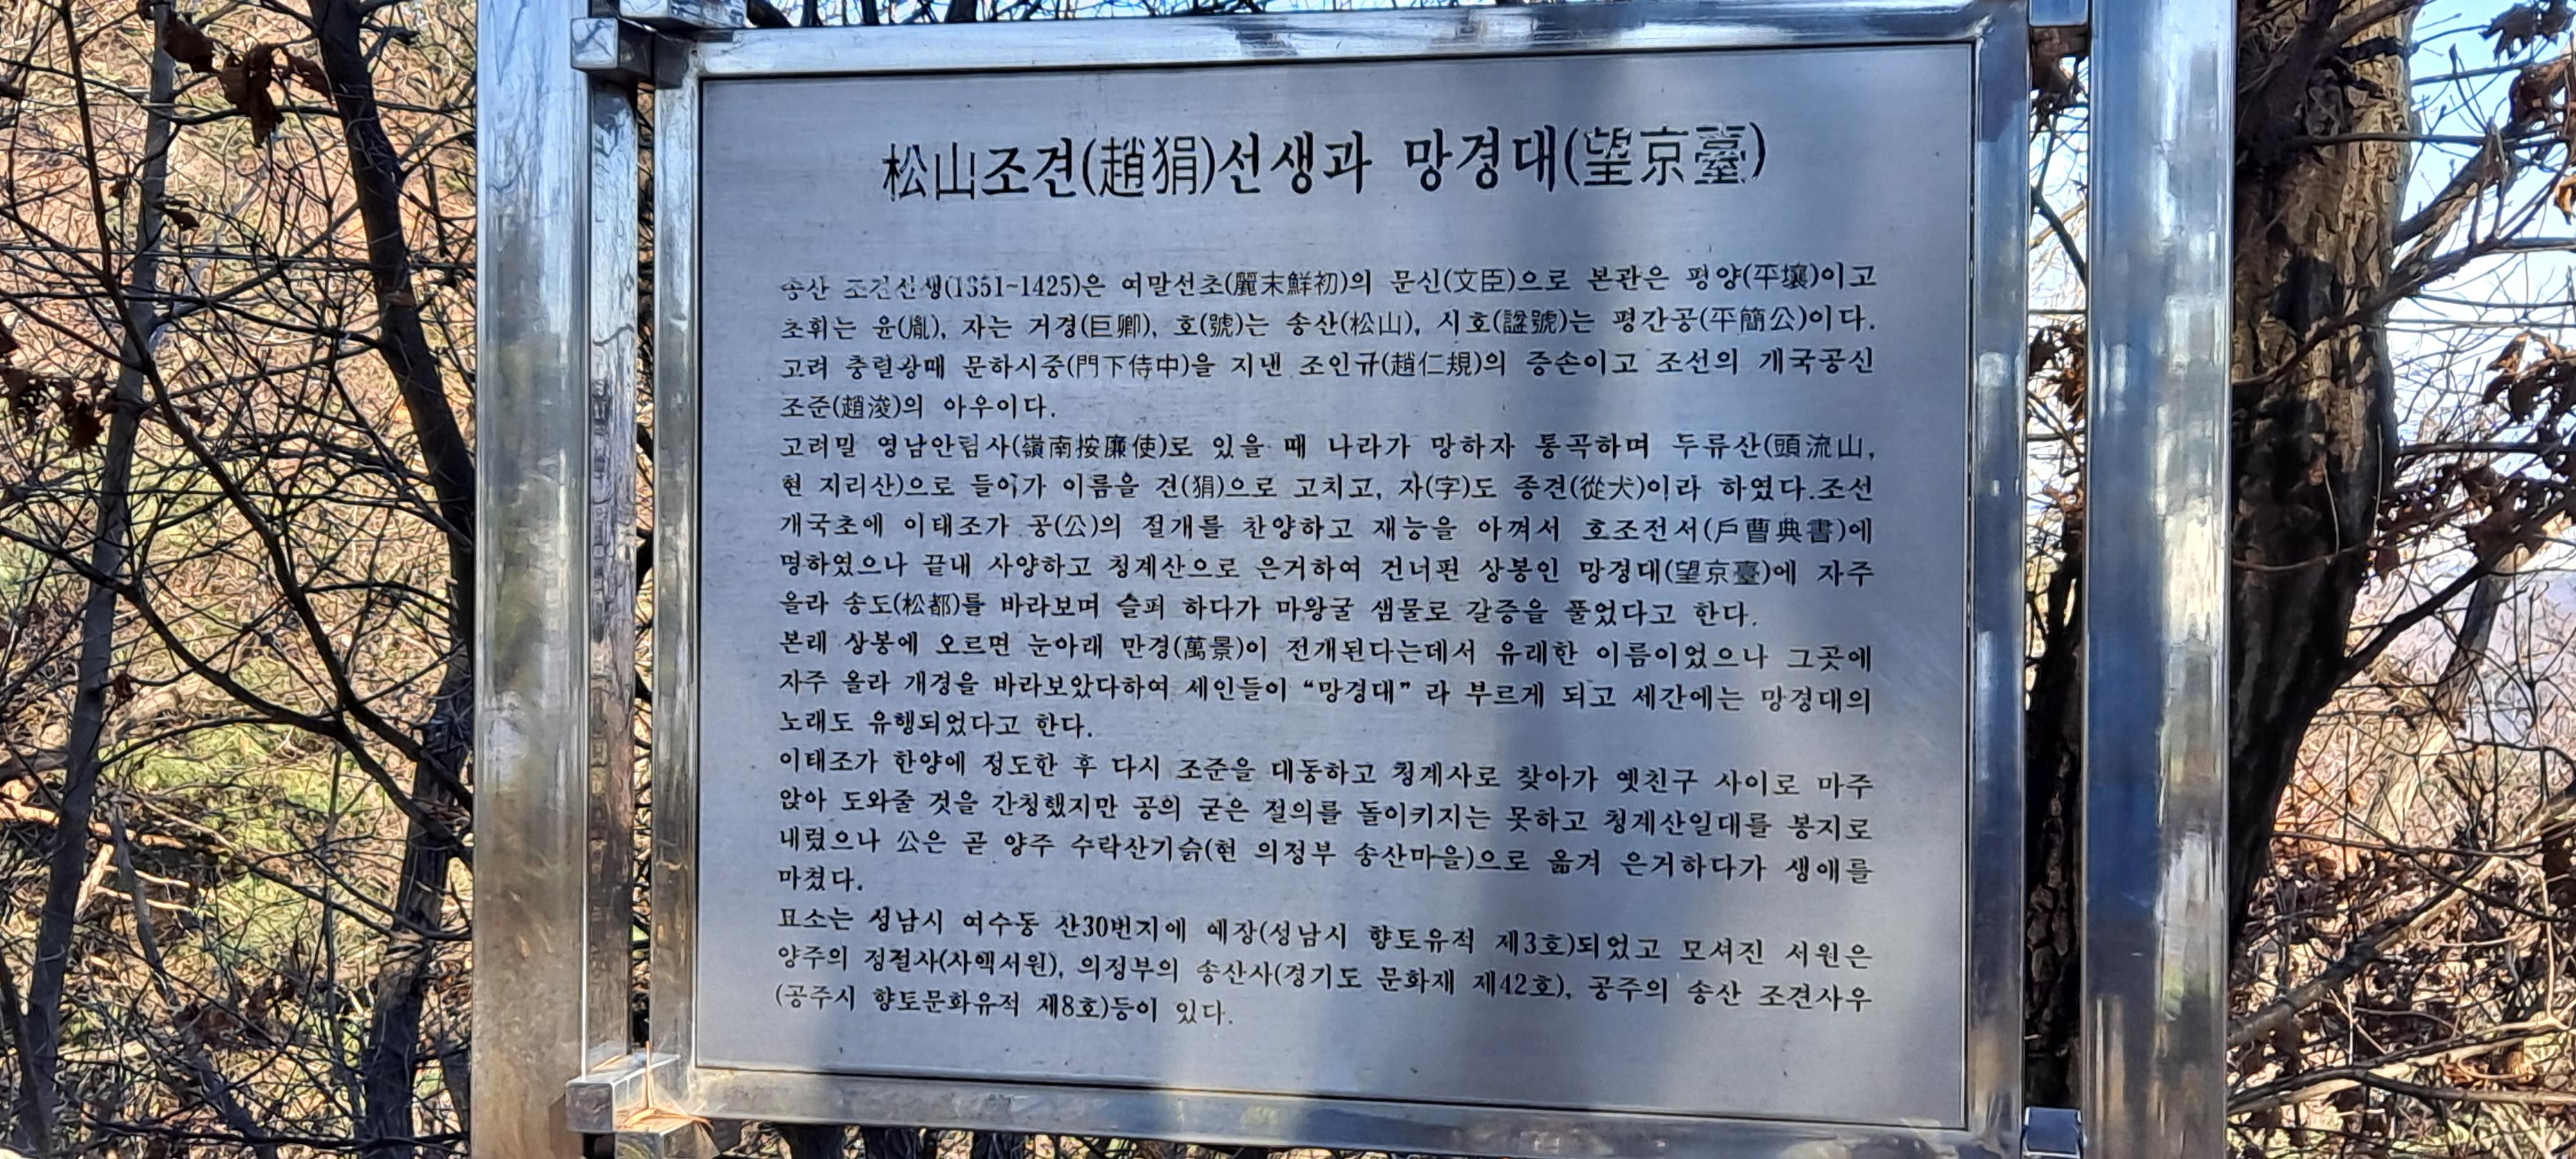 松山조견(趙狷)선생과 망경대(望京臺)
송산 조견선생(1351~1425)은 여말선초(麗末鮮初)의 문신(文臣)으로 본관은 평양(平壤)이고
초휘는 윤(胤), 자는 거경(巨卿), 호(號)는 송산(松山), 시호(諡號)는 평간공(平簡公)이다.
고려 충렬왕때 문하시중(門下侍中)을 지낸 조인규(趙仁規)의 증손이고 조선의 개국공신
조준(趙浚)의 아우이다.
고려말 영남안렴사(嶺南按廉使)로 있을 때 나라가 망하자 통곡하며 두류산(頭流山,
현 지리산)으로 들어가 이름을 견(狷)으로 고치고, 자(字)도 종견(從犬)이라 하였다.조선
개국초에 이태조가 공(公)의 절개를 찬양하고 재능을 아껴서 호조전서(戶曹典書)에
명하였으나 끝내 사양하고 청계산으로 은거하여 건너편 상봉인 망경대(望京臺)에 자주
올라 송도(松都)를 바라보며 슬퍼 하다가 마왕굴 샘물로 갈증을 풀었다고 한다.
본래 상봉에 오르면 눈아래 만경(萬景)이 전개된다는데서 유래한 이름이었으나 그곳에
자주 올라 개경을 바라보았다하여 세인들이 “망경대” 라 부르게 되고 세간에는 망경대의
노래도 유행되었다고 한다.
이태조가 한양에 정도한 후 다시 조준을 대동하고 청계사로 찾아가 옛친구 사이로 마주
앉아 도와줄 것을 간청했지만 공의 굳은 절의를 돌이키지는 못하고 청계산일대를 봉지로
내렸으나 公은 곧 양주 수락산기슭(현 의정부 송산마을)으로 옮겨 은거하다가 생애를
마쳤다.
묘소는 성남시 여수동 산30번지에 예장(성남시 향토유적 제3호)되었고 모셔진 서원은
양주의 정절사(사액서원), 의정부의 송산사(경기도 문화재 제42호), 공주의 송산 조견사우
(공주시 향토문화유적 제8호)등이 있다.